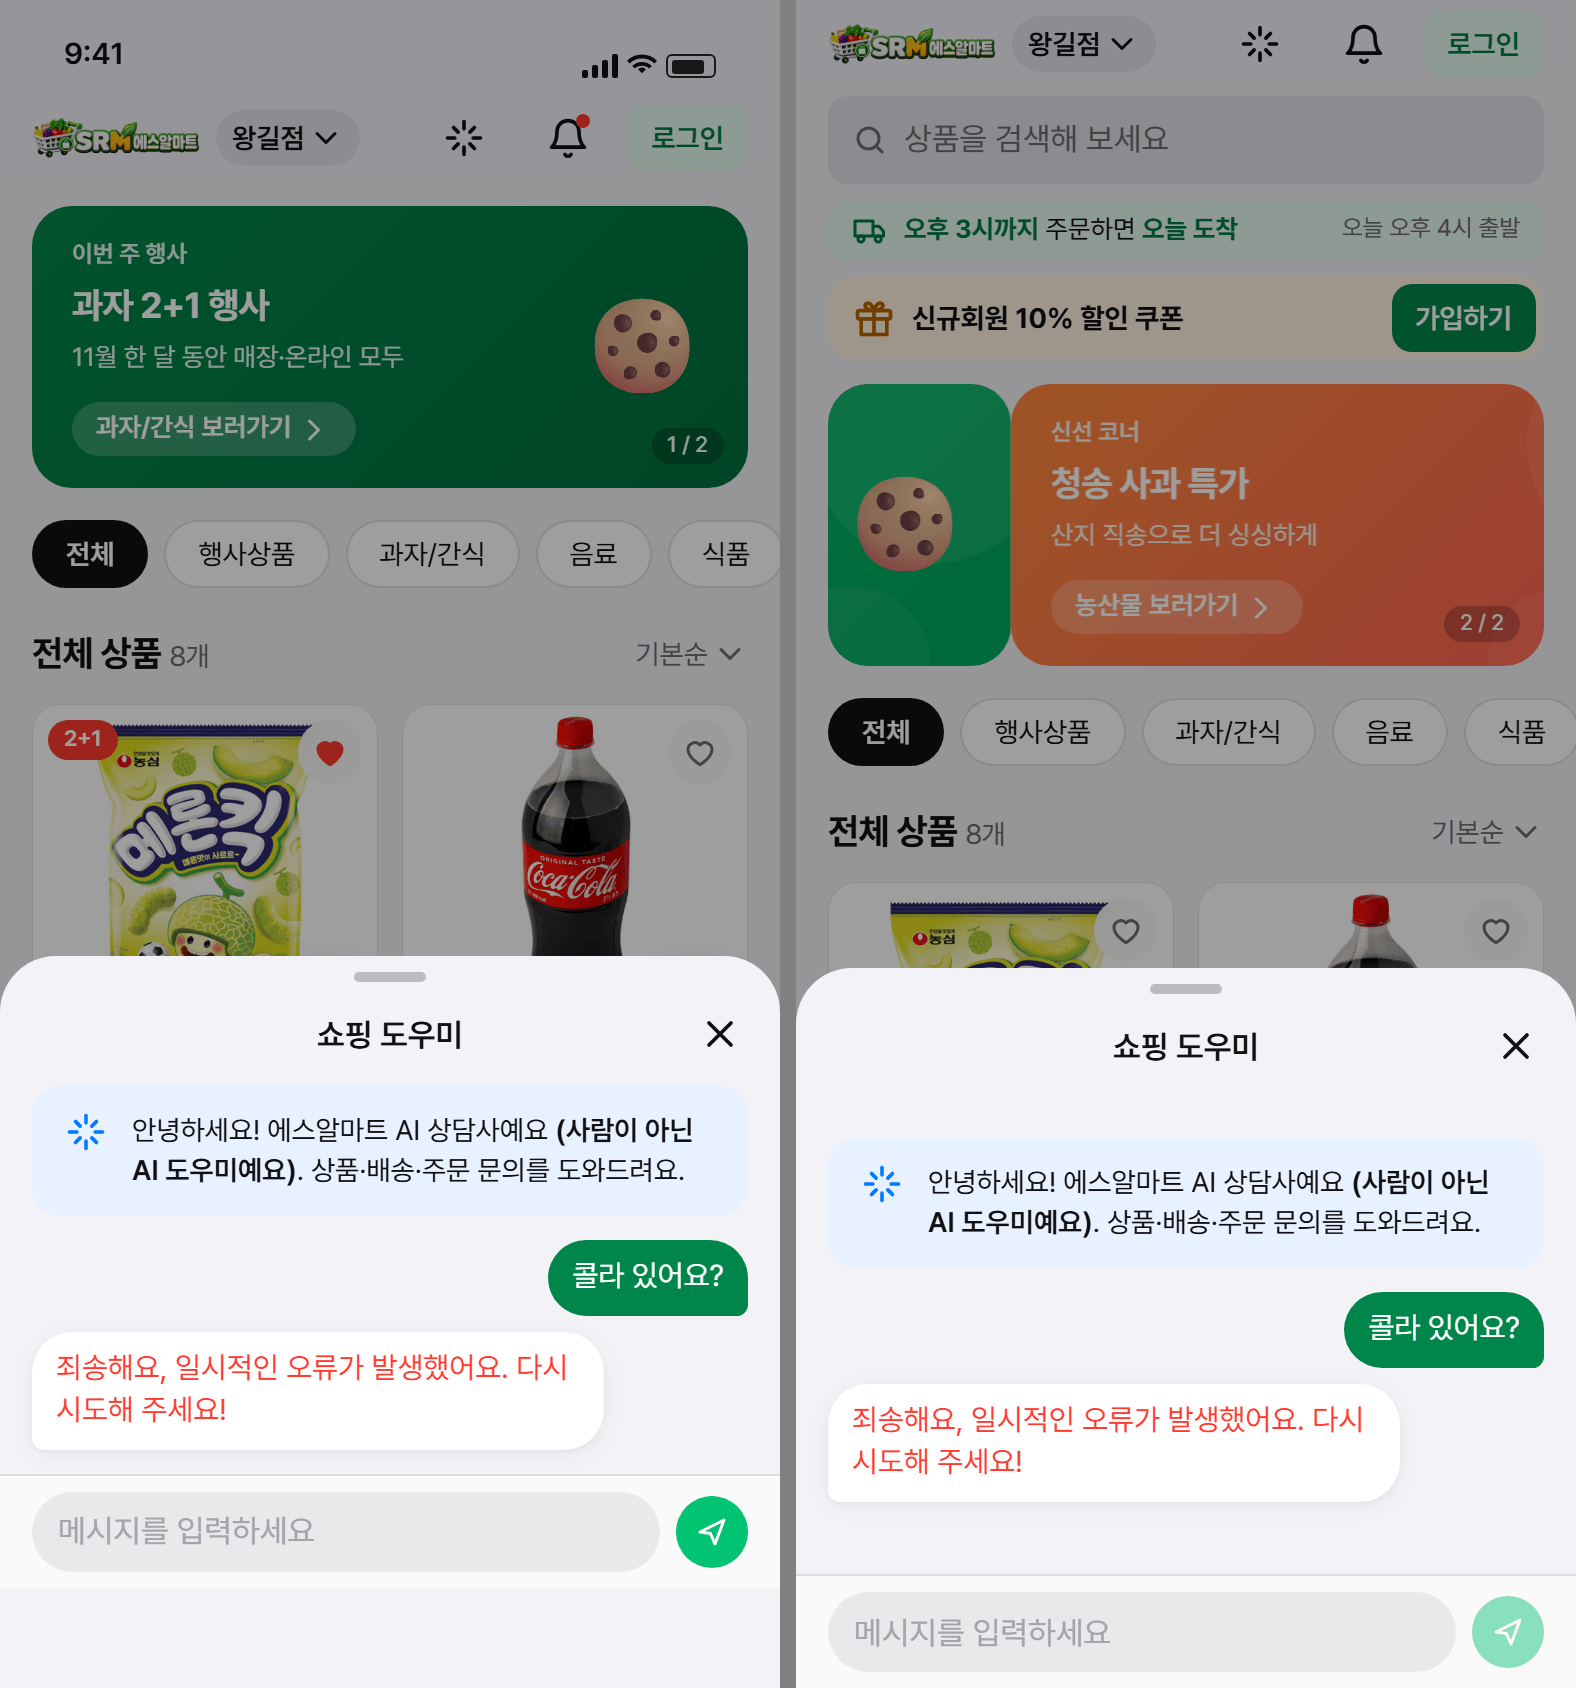 9:41
SRM에스알마트
왕길점
로그인
이번 주 행사
과자 2+1 행사
11월 한 달 동안 매장·온라인 모두
과자/간식 보러가기
1 / 2
전체
행사상품
과자/간식
음료
식품
전체 상품 8개
기본순
2+1
농심
메론킥
메론맛이 사르르~
ORIGINAL TASTE
Coca-Cola
쇼핑 도우미
안녕하세요! 에스알마트 AI 상담사예요 (사람이 아닌
AI 도우미예요). 상품·배송·주문 문의를 도와드려요.
콜라 있어요?
죄송해요, 일시적인 오류가 발생했어요. 다시
시도해 주세요!
메시지를 입력하세요
SRM에스알마트
왕길점
로그인
상품을 검색해 보세요
오후 3시까지 주문하면 오늘 도착
오늘 오후 4시 출발
신규회원 10% 할인 쿠폰
가입하기
신선 코너
청송 사과 특가
산지 직송으로 더 싱싱하게
농산물 보러가기
2 / 2
전체
행사상품
과자/간식
음료
식품
전체 상품 8개
기본순
농심
쇼핑 도우미
안녕하세요! 에스알마트 AI 상담사예요 (사람이 아닌
AI 도우미예요). 상품·배송·주문 문의를 도와드려요.
콜라 있어요?
죄송해요, 일시적인 오류가 발생했어요. 다시
시도해 주세요!
메시지를 입력하세요